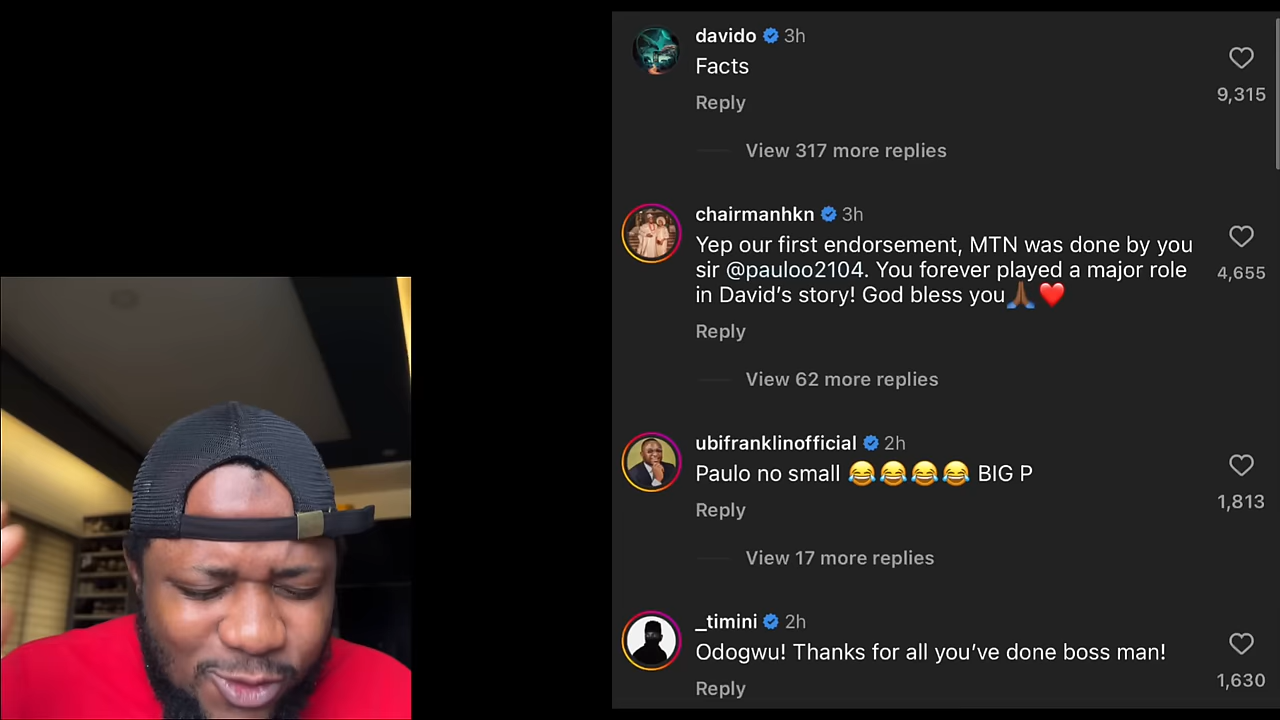 davido 3h
Facts
9,315
Reply
View 317 more replies
chairmanhkn 3h
Yep our first endorsement, MTN was done by you
sir @pauloo2104. You forever played a major role
in David’s story! God bless you🙏🏾❤️
4,655
Reply
View 62 more replies
ubifranklinofficial 2h
Paulo no small 😂😂😂😂 BIG P
1,813
Reply
View 17 more replies
_timini 2h
Odogwu! Thanks for all you’ve done boss man!
1,630
Reply